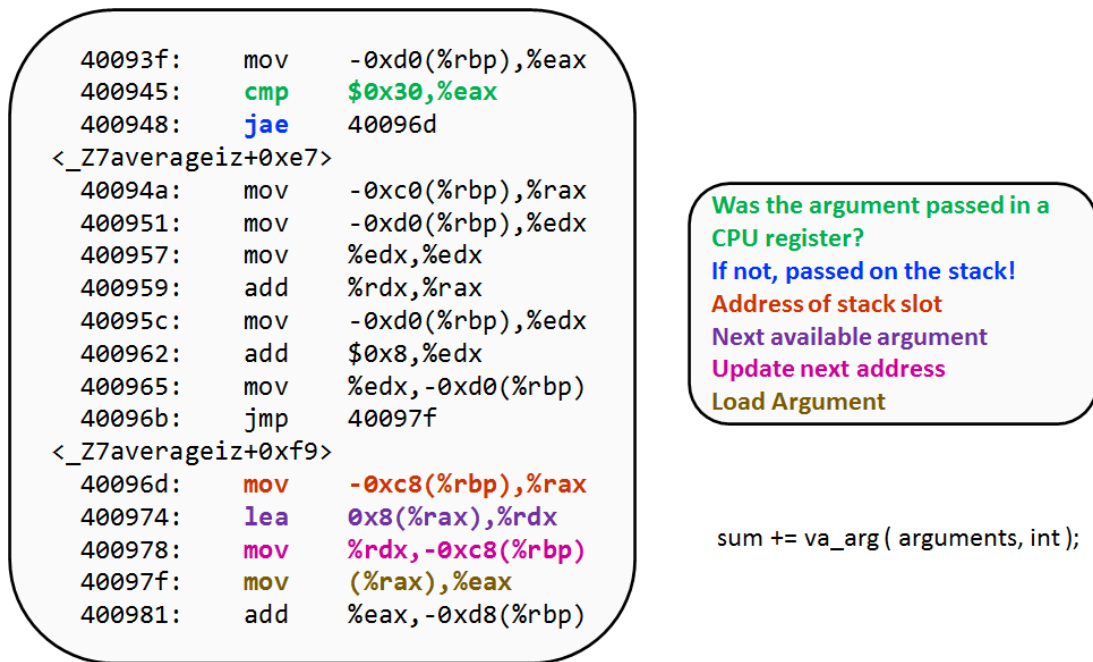 40093f: mov -0xd0(%rbp),%eax
400945: cmp $0x30,%eax
400948: jae 40096d
<_Z7averageiz+0xe7>
40094a: mov -0xc0(%rbp),%rax
400951: mov -0xd0(%rbp),%edx
400957: mov %edx,%edx
400959: add %rdx,%rax
40095c: mov -0xd0(%rbp),%edx
400962: add $0x8,%edx
400965: mov %edx,-0xd0(%rbp)
40096b: jmp 40097f
<_Z7averageiz+0xf9>
40096d: mov -0xc8(%rbp),%rax
400974: lea 0x8(%rax),%rdx
400978: mov %rdx,-0xc8(%rbp)
40097f: mov (%rax),%eax
400981: add %eax,-0xd8(%rbp)
Was the argument passed in a
CPU register?
If not, passed on the stack!
Address of stack slot
Next available argument
Update next address
Load Argument
sum += va_arg ( arguments, int );